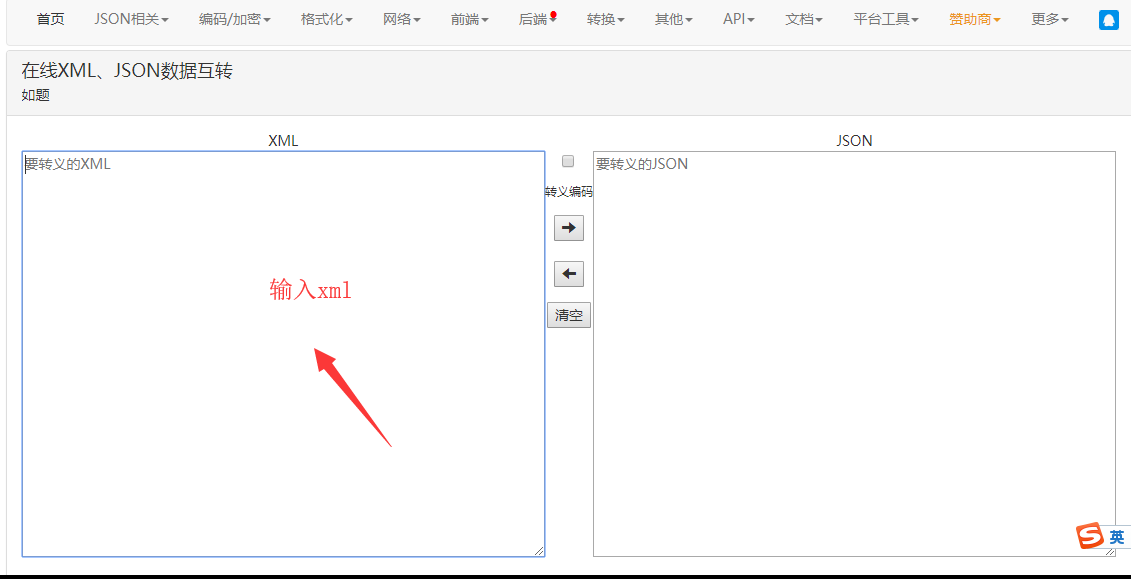 首页 JSON相关 编码/加密 格式化 网络 前端 后端 转换 其他 API 文档 平台工具 赞助商 更多
在线XML、JSON数据互转
如题
XML JSON
要转义的XML 要转义的JSON
转义编码
输入xml
清空
S 英